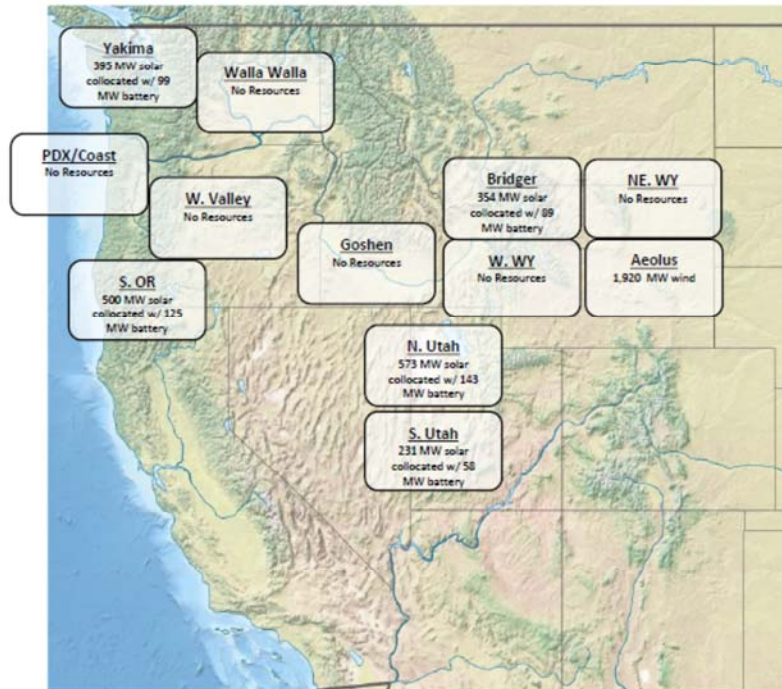 Yakima
395 MW solar
collocated w/ 99
MW battery
Walla Walla
No Resources
PDX/Coast
No Resources
W. Valley
No Resources
Bridger
354 MW solar
collocated w/ 89
MW battery
NE. WY
No Resources
Goshen
No Resources
W. WY
No Resources
Aeolus
1,920 MW wind
S. OR
500 MW solar
collocated w/ 125
MW battery
N. Utah
573 MW solar
collocated w/ 143
MW battery
S. Utah
231 MW solar
collocated w/ 58
MW battery